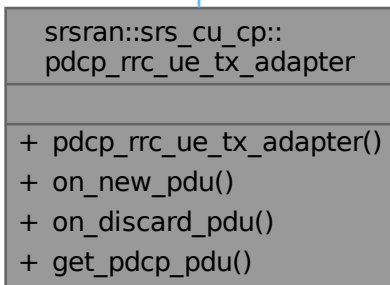 srsran::srs_cu_cp::
pdcp_rrc_ue_tx_adapter
+ pdcp_rrc_ue_tx_adapter()
+ on_new_pdu()
+ on_discard_pdu()
+ get_pdcp_pdu()